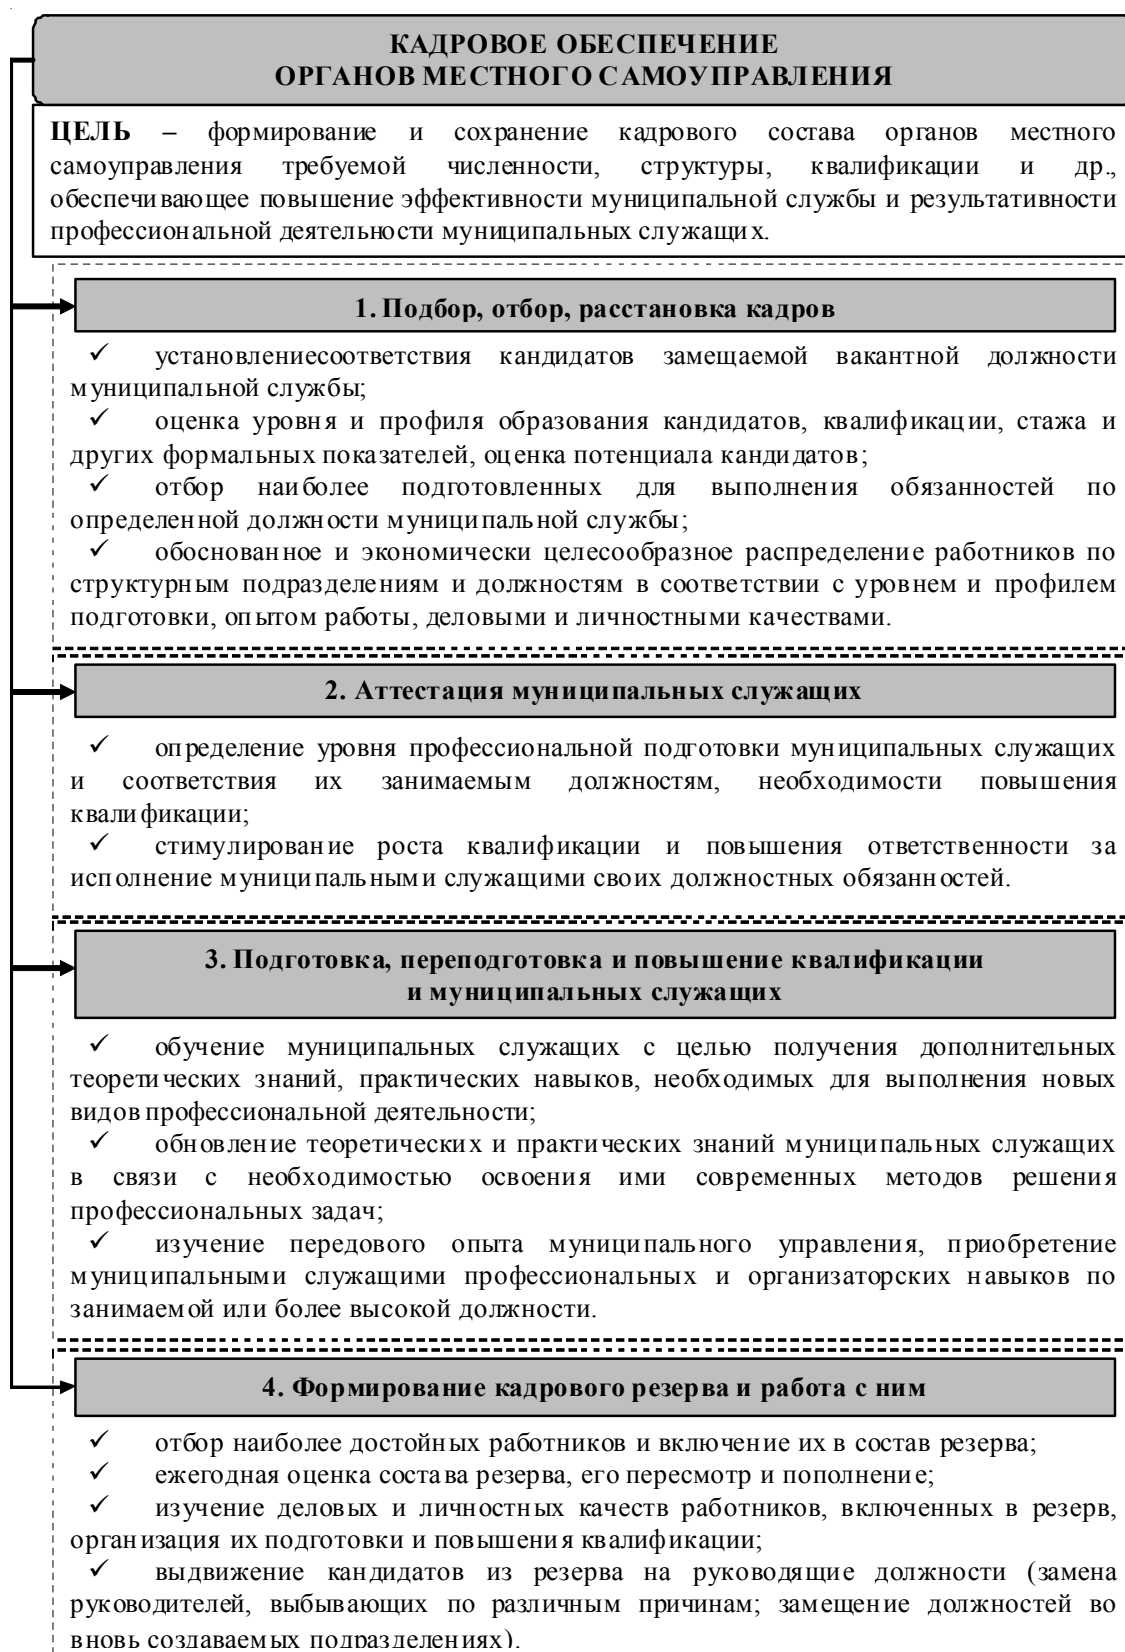 КАДРОВОЕ ОБЕСПЕЧЕНИЕ
ОРГАНОВ МЕСТНОГО САМОУПРАВЛЕНИЯ
ЦЕЛЬ – формирование и сохранение кадрового состава органов местного
самоуправления требуемой численности, структуры, квалификации и др.,
обеспечивающее повышение эффективности муниципальной службы и результативности
профессиональной деятельности муниципальных служащих.
1. Подбор, отбор, расстановка кадров
✓ установлениесоответствия кандидатов замещаемой вакантной должности
муниципальной службы;
✓ оценка уровня и профиля образования кандидатов, квалификации, стажа и
других формальных показателей, оценка потенциала кандидатов;
✓ отбор наиболее подготовленных для выполнения обязанностей по
определенной должности муниципальной службы;
✓ обоснованное и экономически целесообразное распределение работников по
структурным подразделениям и должностям в соответствии с уровнем и профилем
подготовки, опытом работы, деловыми и личностными качествами.
2. Аттестация муниципальных служащих
✓ определение уровня профессиональной подготовки муниципальных служащих
и соответствия их занимаемым должностям, необходимости повышения
квалификации;
✓ стимулирование роста квалификации и повышения ответственности за
исполнение муниципальными служащими своих должностных обязанностей.
3. Подготовка, переподготовка и повышение квалификации
и муниципальных служащих
✓ обучение муниципальных служащих с целью получения дополнительных
теоретических знаний, практических навыков, необходимых для выполнения новых
видов профессиональной деятельности;
✓ обновление теоретических и практических знаний муниципальных служащих
в связи с необходимостью освоения ими современных методов решения
профессиональных задач;
✓ изучение передового опыта муниципального управления, приобретение
муниципальными служащими профессиональных и организаторских навыков по
занимаемой или более высокой должности.
4. Формирование кадрового резерва и работа с ним
✓ отбор наиболее достойных работников и включение их в состав резерва;
✓ ежегодная оценка состава резерва, его пересмотр и пополнение;
✓ изучение деловых и личностных качеств работников, включенных в резерв,
организация их подготовки и повышения квалификации;
✓ выдвижение кандидатов из резерва на руководящие должности (замена
руководителей, выбывающих по различным причинам; замещение должностей во
вновь создаваемых подразделениях).